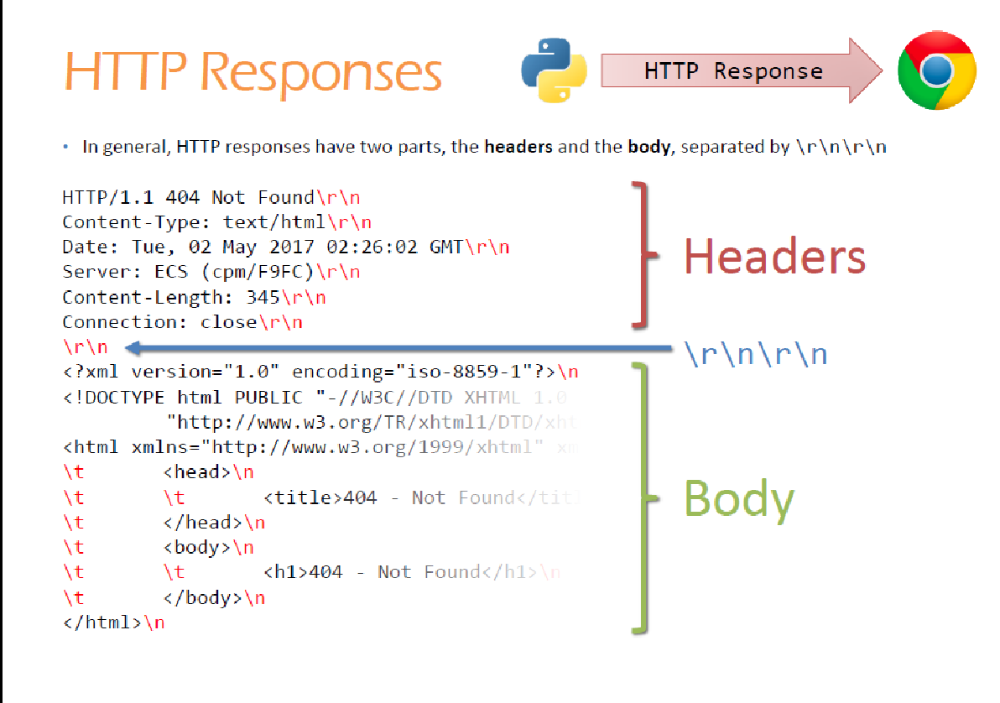 HTTP Responses
HTTP Response
• In general, HTTP responses have two parts, the headers and the body, separated by \r\n\r\n
HTTP/1.1 404 Not Found\r\n
Content-Type: text/html\r\n
Date: Tue, 02 May 2017 02:26:02 GMT\r\n
Server: ECS (cpm/F9FC)\r\n
Content-Length: 345\r\n
Connection: close\r\n
Headers
\r\n
\r\n\r\n
<?xml version="1.0" encoding="iso-8859-1"?>\n
<!DOCTYPE html PUBLIC "-//W3C//DTD XHTML 1.0
"http://www.w3.org/TR/xhtml1/DTD/xht
<html xmlns="http://www.w3.org/1999/xhtml" xm
\t <head>\n
\t \t <title>404 - Not Found</titl
\t </head>\n
\t <body>\n
\t \t <h1>404 - Not Found</h1>\n
\t </body>\n
</html>\n
Body